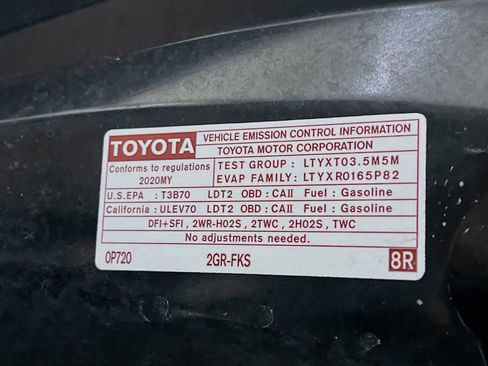 TOYOTA
VEHICLE EMISSION CONTROL INFORMATION
TOYOTA MOTOR CORPORATION
Conforms to regulations
2020MY
TEST GROUP : LTYXT03.5M5M
EVAP FAMILY: LTYXR0165P82
U.S.EPA : T3B70 LDT2 OBD : CAII Fuel : Gasoline
California : ULEV70 LDT2 OBD : CAII Fuel : Gasoline
DFI+SFI , 2WR-HO2S , 2TWC , 2HO2S , TWC
No adjustments needed.
0P720 2GR-FKS 8R